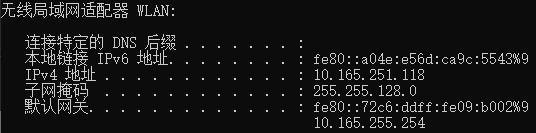 无线局域网适配器 WLAN:
连接特定的 DNS 后缀 . . . . . . . :
本地链接 IPv6 地址. . . . . . . . : fe80::a04e:e56d:ca9c:5543%9
IPv4 地址 . . . . . . . . . . . . : 10.165.251.118
子网掩码 . . . . . . . . . . . . : 255.255.128.0
默认网关. . . . . . . . . . . . . : fe80::72c6:ddff:fe09:b002%9
10.165.255.254